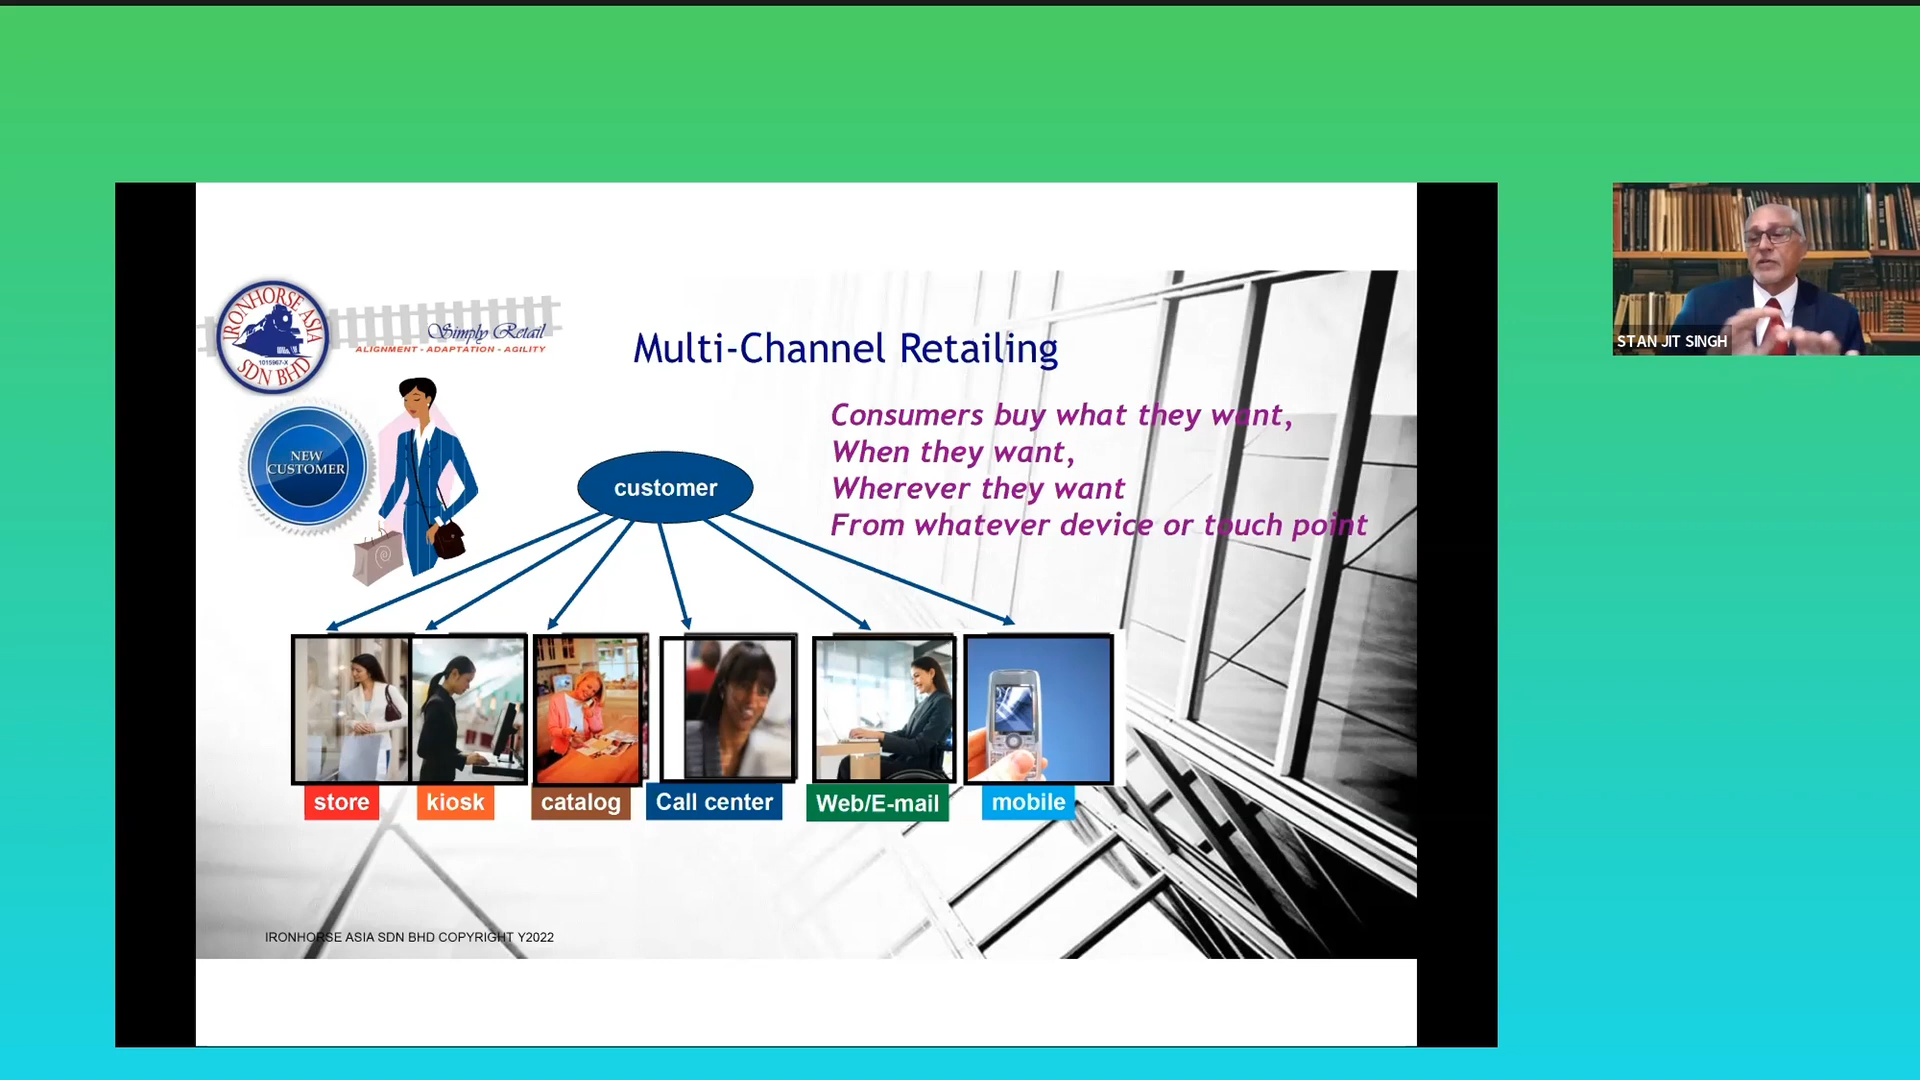 IRONHORSE ASIA
SDN BHD
1015967-X
Simply Retail
ALIGNMENT - ADAPTATION - AGILITY
Multi-Channel Retailing
NEW
CUSTOMER
Consumers buy what they want,
When they want,
Wherever they want
From whatever device or touch point
customer
store
kiosk
catalog
Call center
Web/E-mail
mobile
IRONHORSE ASIA SDN BHD COPYRIGHT Y2022
STAN JIT SINGH